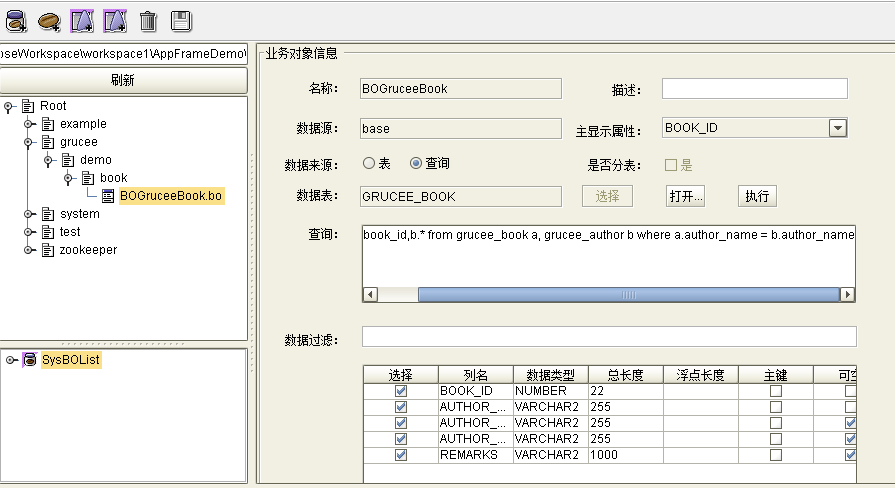 oseWorkspace\workspace1\AppFrameDemo\
刷新
Root
example
grucee
demo
book
BOGruceeBook.bo
system
test
zookeeper
SysBOList
业务对象信息
名称： BOGruceeBook 描述：
数据源： base 主显示属性： BOOK_ID
数据来源： 表 查询 是否分表： 是
数据表： GRUCEE_BOOK 选择 打开... 执行
查询： book_id,b.* from grucee_book a, grucee_author b where a.author_name = b.author_name
数据过滤：
选择 列名 数据类型 总长度 浮点长度 主键 可空
BOOK_ID NUMBER 22
AUTHOR_... VARCHAR2 255
AUTHOR_... VARCHAR2 255
AUTHOR_... VARCHAR2 255
REMARKS VARCHAR2 1000